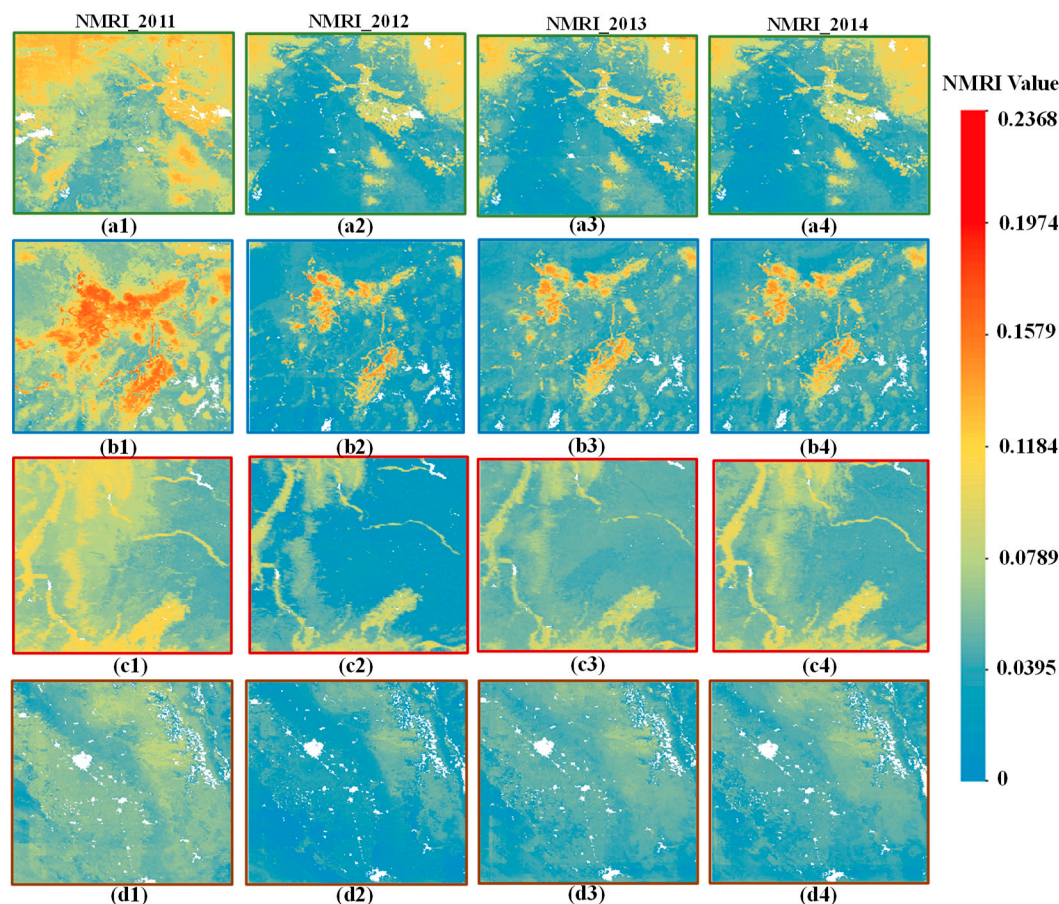 NMRI_2011 NMRI_2012 NMRI_2013 NMRI_2014
NMRI Value
0.2368
0.1974
0.1579
0.1184
0.0789
0.0395
0
(a1) (a2) (a3) (a4)
(b1) (b2) (b3) (b4)
(c1) (c2) (c3) (c4)
(d1) (d2) (d3) (d4)